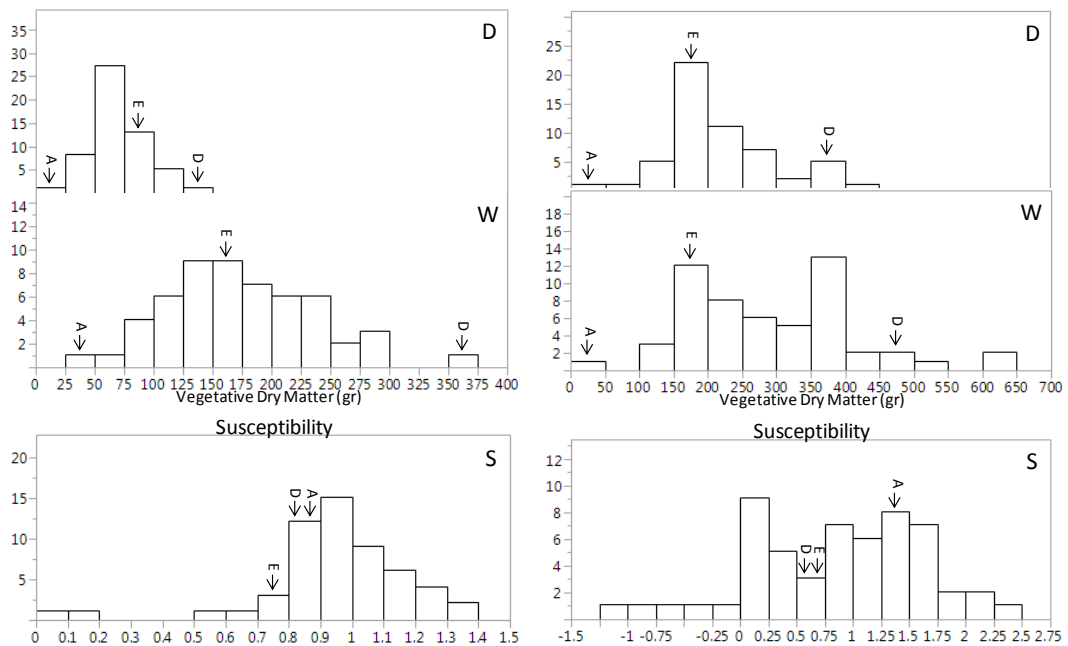 35
30
25
20
15
10
5
D
A
E
D
14
12
10
8
6
4
2
W
A
E
D
0 25 50 75 100 125 150 175 200 225 250 275 300 325 350 375 400
Vegetative Dry Matter (gr)
Susceptibility
20
15
10
5
S
E
D A
0 0.1 0.2 0.3 0.4 0.5 0.6 0.7 0.8 0.9 1 1.1 1.2 1.3 1.4 1.5
25
20
15
10
5
D
A
E
D
18
16
14
12
10
8
6
4
2
W
A
E
D
0 50 100 150 200 250 300 350 400 450 500 550 600 650 700
Vegetative Dry Matter (gr)
Susceptibility
12
10
8
6
4
2
S
D E
A
-1.5 -1 -0.75 -0.25 0 0.25 0.5 0.75 1 1.25 1.5 1.75 2 2.25 2.5 2.75